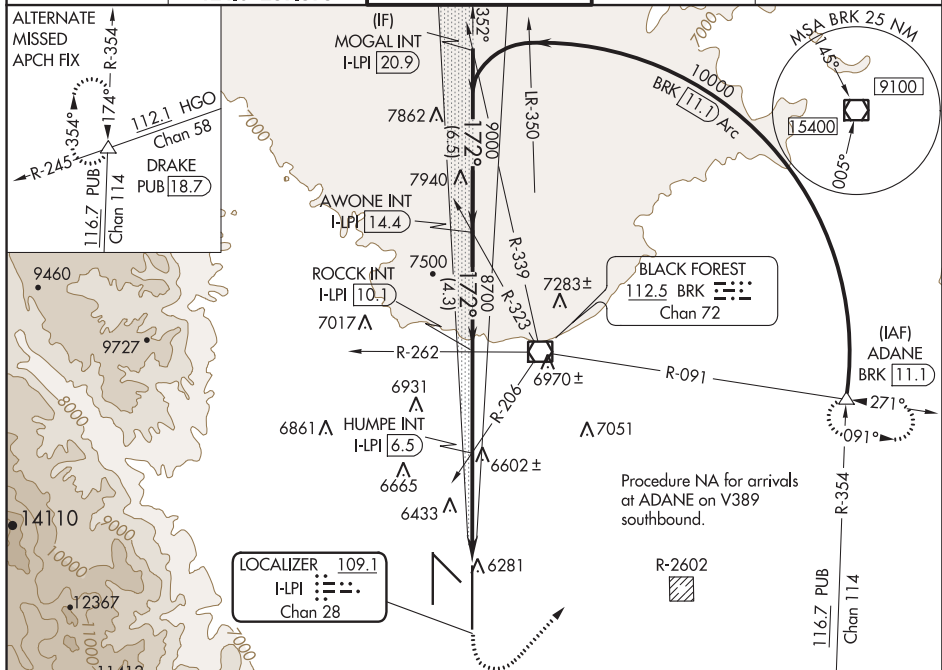 ALTERNATE
MISSED
APCH FIX
R-354
354°
174°
112.1 HGO
Chan 58
R-245
DRAKE
PUB 18.7
116.7 PUB
Chan 114
(IF)
MOGAL INT
I-LPI 20.9
352°
7000
7862
172°
(6.5)
9000
LR-350
10000
BRK 11.1 Arc
7000
MSA BRK 25 NM
145°
9100
15400
005°
7940
AWONE INT
I-LPI 14.4
R-339
7500
172°
(4.3)
8700
R-323
7283±
BLACK FOREST
112.5 BRK
Chan 72
9460
ROCCK INT
I-LPI 10.1
7017
9727
R-262
6970±
R-091
(IAF)
ADANE
BRK 11.1
271°
091°
8000
6931
R-206
6861
HUMPE INT
I-LPI 6.5
7051
6602±
6665
6433
Procedure NA for arrivals
at ADANE on V389
southbound.
R-354
14110
9000
10000
7000
LOCALIZER 109.1
I-LPI
Chan 28
6281
R-2602
12367
11000
7000
116.7 PUB
Chan 114